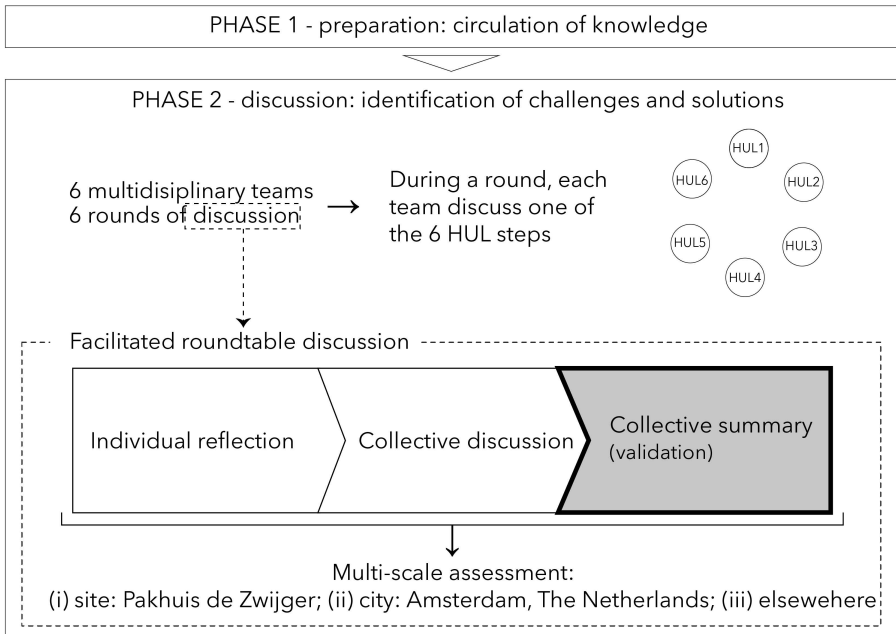 PHASE 1 - preparation: circulation of knowledge
PHASE 2 - discussion: identification of challenges and solutions
6 multidisiplinary teams
6 rounds of discussion
During a round, each
team discuss one of
the 6 HUL steps
HUL1
HUL2
HUL3
HUL4
HUL5
HUL6
Facilitated roundtable discussion
Individual reflection
Collective discussion
Collective summary
(validation)
Multi-scale assessment:
(i) site: Pakhuis de Zwijger; (ii) city: Amsterdam, The Netherlands; (iii) elsewehere